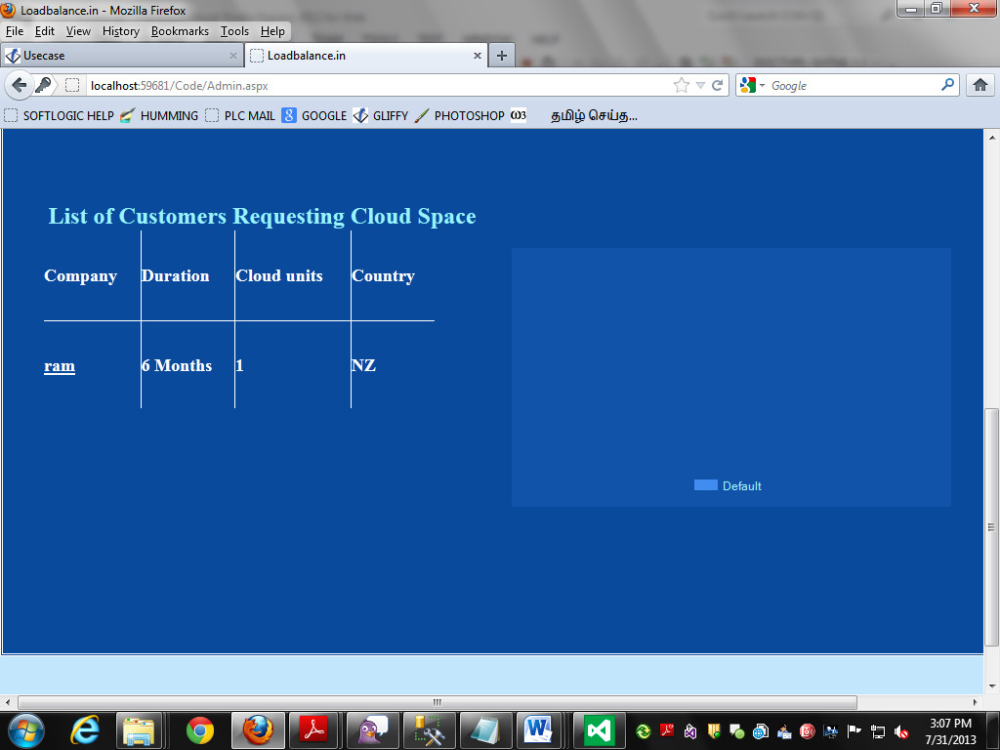 Loadbalance.in - Mozilla Firefox
File Edit View History Bookmarks Tools Help
Usecase
Loadbalance.in
localhost:59681/Code/Admin.aspx
Google
SOFTLOGIC HELP HUMMING PLC MAIL GOOGLE GLIFFY PHOTOSHOP தமிழ் செய்த...
List of Customers Requesting Cloud Space
Company Duration Cloud units Country
ram 6 Months 1 NZ
Default
3:07 PM
7/31/2013